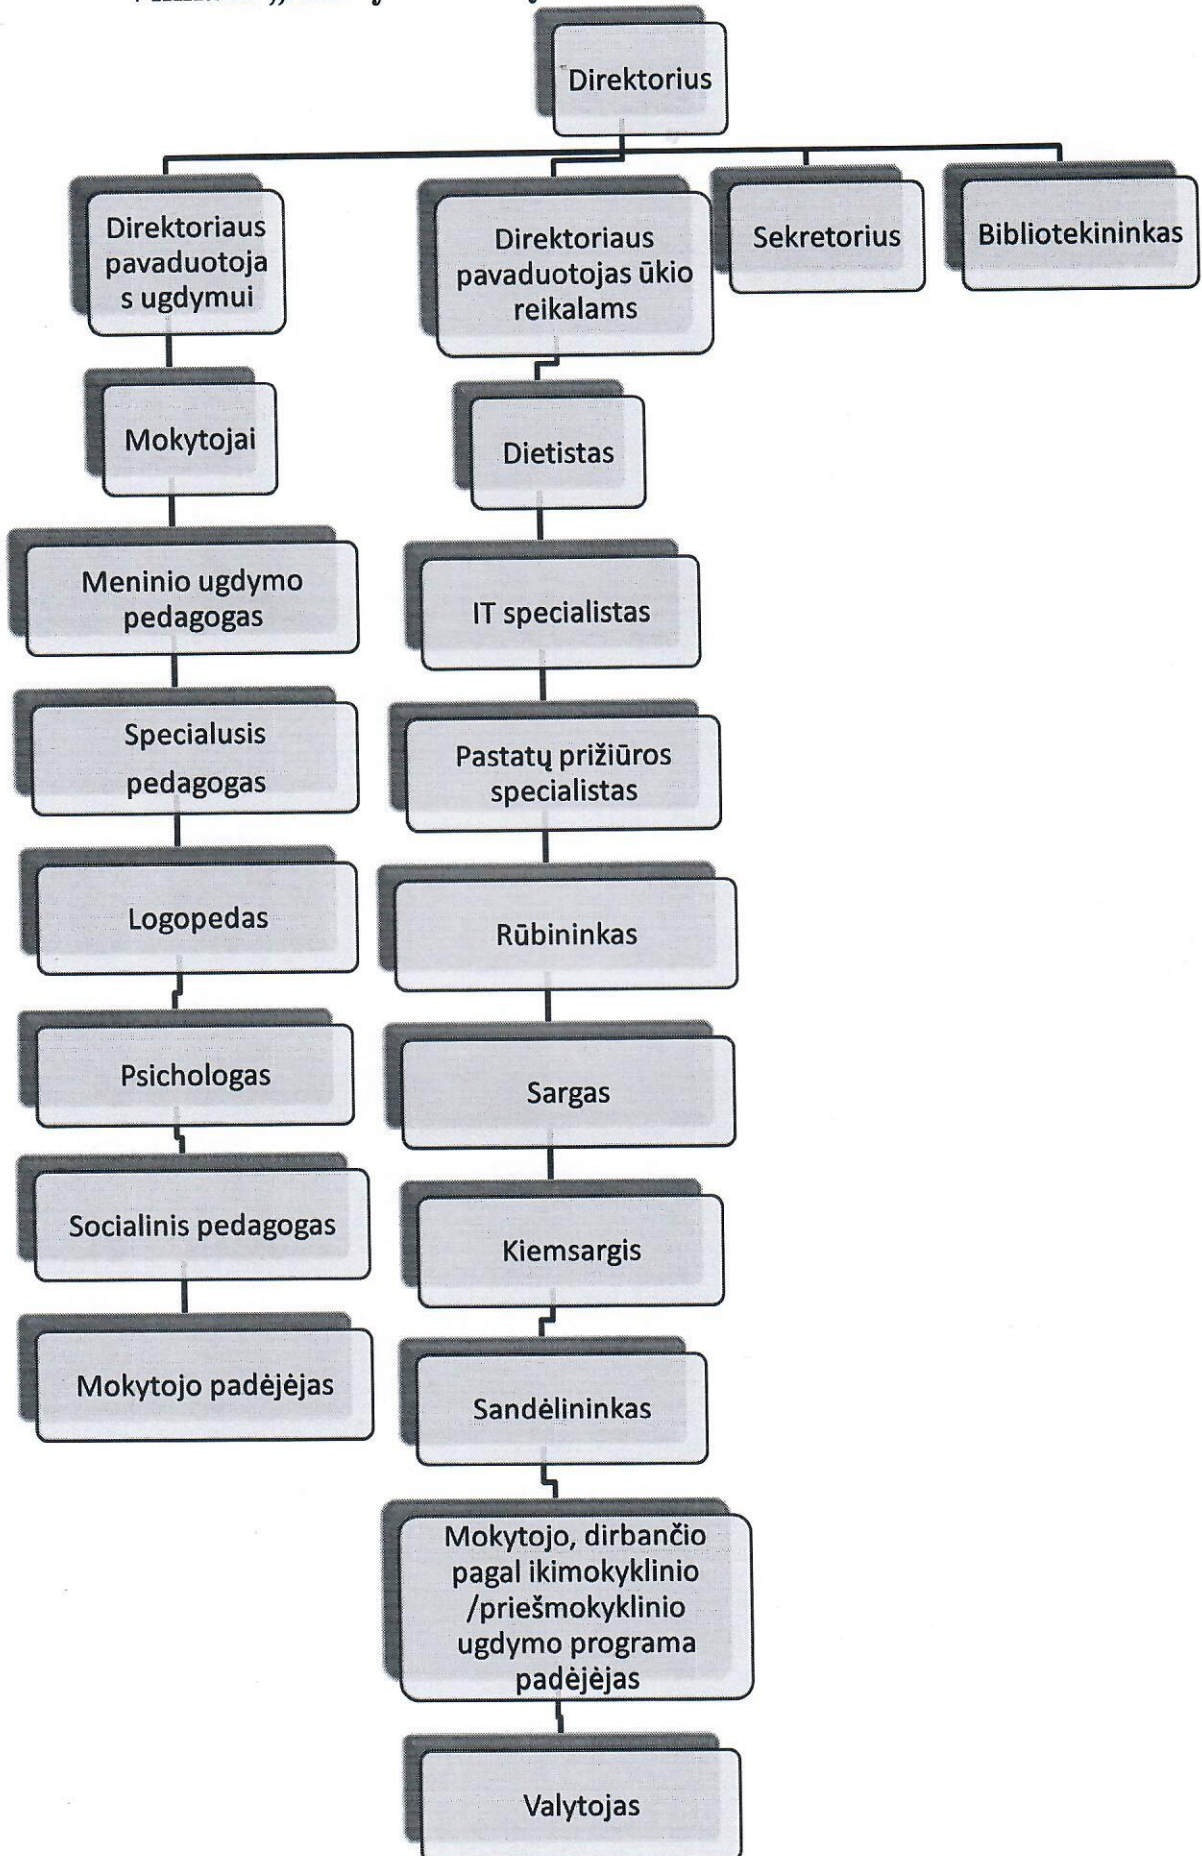 Direktorius
Direktoriaus
pavaduotoja
s ugdymui
Direktoriaus
pavaduotojas ūkio
reikalams
Sekretorius
Bibliotekininkas
Mokytojai
Meninio ugdymo
pedagogas
Specialusis
pedagogas
Logopedas
Psichologas
Socialinis pedagogas
Mokytojo padėjėjas
Dietistas
IT specialistas
Pastatų prižiūros
specialistas
Rūbininkas
Sargas
Kiemsargis
Sandėlininkas
Mokytojo, dirbančio
pagal ikimokyklinio
/priešmokyklinio
ugdymo programa
padėjėjas
Valytojas